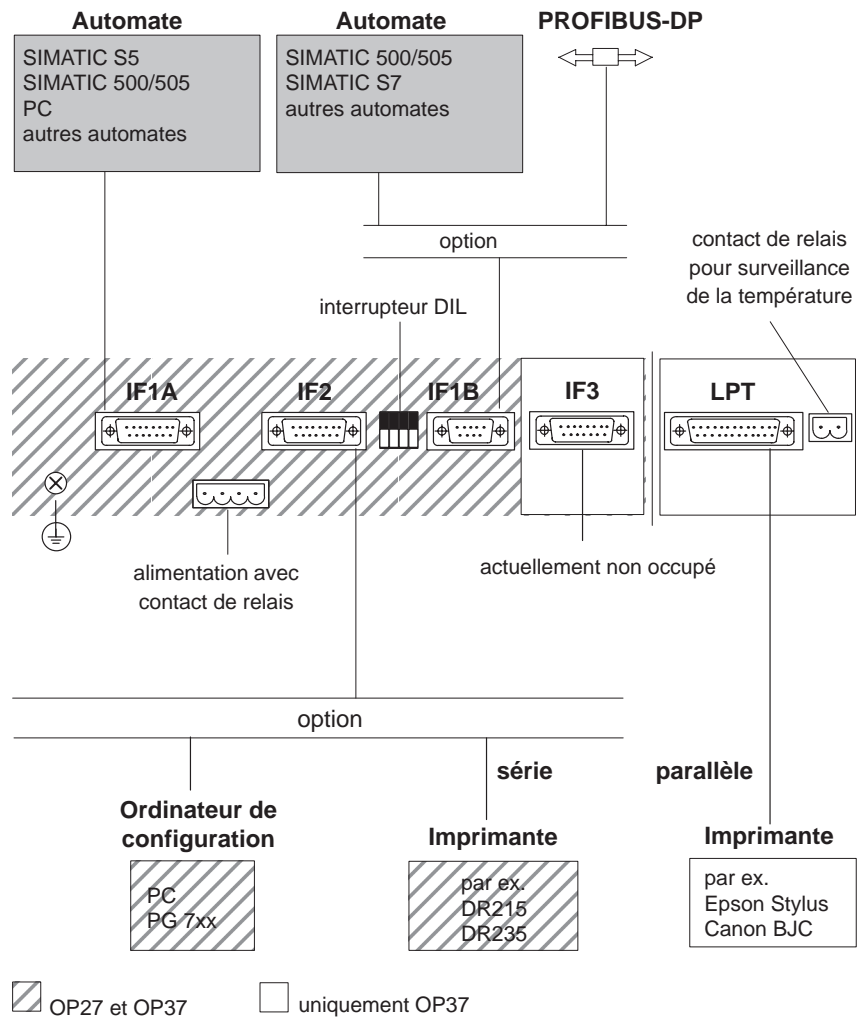 Automate
SIMATIC S5
SIMATIC 500/505
PC
autres automates
Automate
SIMATIC 500/505
SIMATIC S7
autres automates
PROFIBUS-DP
option
contact de relais
pour surveillance
de la température
interrupteur DIL
IF1A
IF2
IF1B
IF3
LPT
alimentation avec
contact de relais
actuellement non occupé
option
série
parallèle
Ordinateur de
configuration
PC
PG 7xx
Imprimante
par ex.
DR215
DR235
Imprimante
par ex.
Epson Stylus
Canon BJC
OP27 et OP37
uniquement OP37